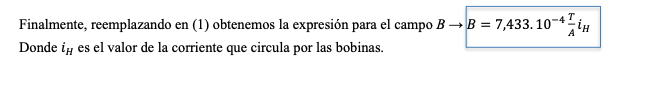 Finalmente, reemplazando en (1) obtenemos la expresión para el campo B → B = 7,433. 10⁻⁴ T/A i_H
Donde i_H es el valor de la corriente que circula por las bobinas.